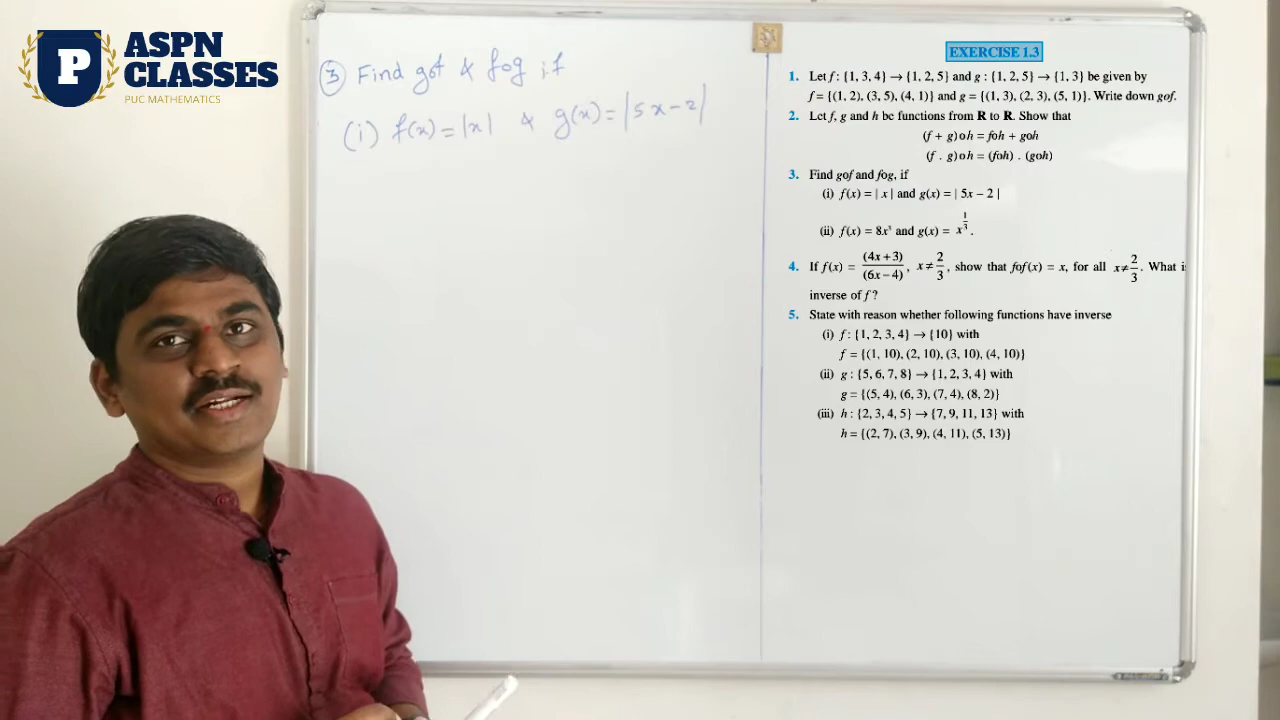 ASPN
CLASSES
PUC MATHEMATICS
P
③ Find gof & fog if
(i) f(x) = |x| & g(x) = |5x-2|
EXERCISE 1.3
1. Let f : {1, 3, 4} → {1, 2, 5} and g : {1, 2, 5} → {1, 3} be given by
f = {(1, 2), (3, 5), (4, 1)} and g = {(1, 3), (2, 3), (5, 1)}. Write down gof.
2. Let f, g and h be functions from R to R. Show that
(f + g) o h = foh + goh
(f . g) o h = (foh) . (goh)
3. Find gof and fog, if
(i) f(x) = | x | and g(x) = | 5x – 2 |
(ii) f(x) = 8x³ and g(x) = x^(1/3).
4. If f(x) = (4x + 3)/(6x – 4), x ≠ 2/3, show that fof(x) = x, for all x ≠ 2/3. What i
inverse of f ?
5. State with reason whether following functions have inverse
(i) f : {1, 2, 3, 4} → {10} with
f = {(1, 10), (2, 10), (3, 10), (4, 10)}
(ii) g : {5, 6, 7, 8} → {1, 2, 3, 4} with
g = {(5, 4), (6, 3), (7, 4), (8, 2)}
(iii) h : {2, 3, 4, 5} → {7, 9, 11, 13} with
h = {(2, 7), (3, 9), (4, 11), (5, 13)}